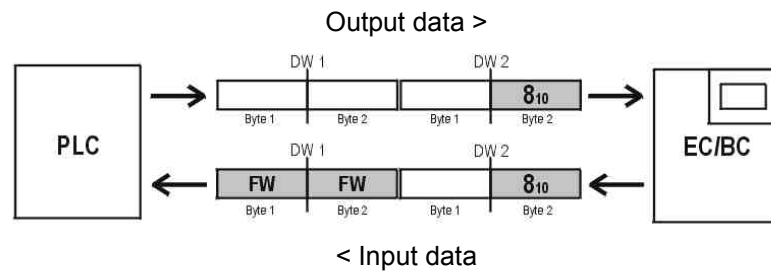 Output data >
DW 1 DW 2
8₁₀
Byte 1 Byte 2 Byte 1 Byte 2
PLC EC/BC
DW 1 DW 2
FW FW 8₁₀
Byte 1 Byte 2 Byte 1 Byte 2
< Input data